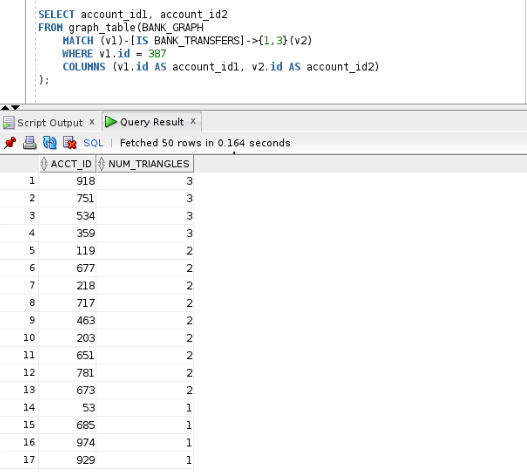 SELECT account_id1, account_id2
FROM graph_table(BANK_GRAPH
MATCH (v1)-[IS BANK_TRANSFERS]->{1,3}(v2)
WHERE v1.id = 387
COLUMNS (v1.id AS account_id1, v2.id AS account_id2)
);
Script Output x Query Result x
SQL | Fetched 50 rows in 0.164 seconds
ACCT_ID NUM_TRIANGLES
1 918 3
2 751 3
3 534 3
4 359 3
5 119 2
6 677 2
7 218 2
8 717 2
9 463 2
10 203 2
11 651 2
12 781 2
13 673 2
14 53 1
15 685 1
16 974 1
17 929 1